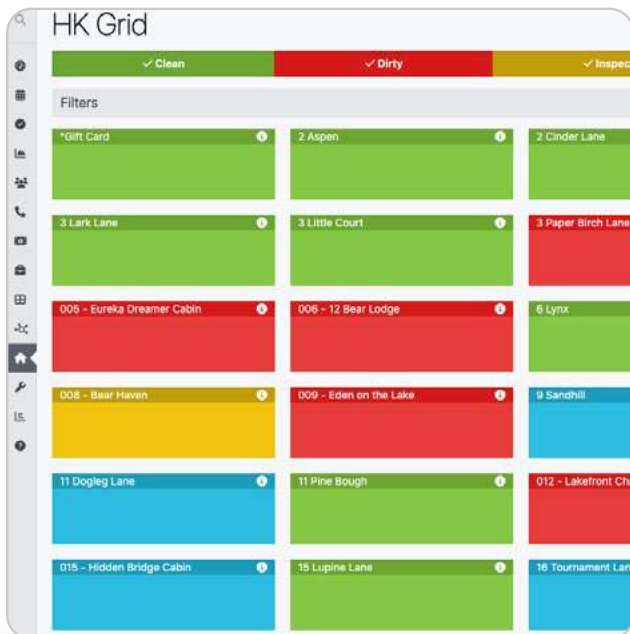 HK Grid
Clean Dirty Inspec
Filters
*Gift Card 2 Aspen 2 Cinder Lane
3 Lark Lane 3 Little Court 3 Paper Birch Lane
005 - Eureka Dreamer Cabin 006 - 12 Bear Lodge 6 Lynx
008 - Bear Haven 009 - Eden on the Lake 9 Sandhill
11 Dogleg Lane 11 Pine Bough 012 - Lakefront Ch
015 - Hidden Bridge Cabin 15 Lupine Lane 16 Tournament Lan